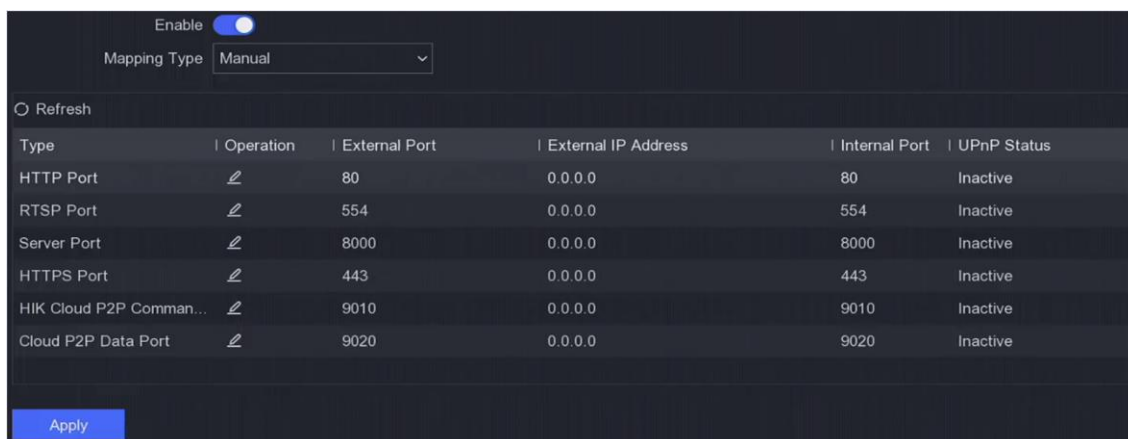 Enable
Mapping Type Manual
Refresh
Type Operation External Port External IP Address Internal Port UPnP Status
HTTP Port 80 0.0.0.0 80 Inactive
RTSP Port 554 0.0.0.0 554 Inactive
Server Port 8000 0.0.0.0 8000 Inactive
HTTPS Port 443 0.0.0.0 443 Inactive
HIK Cloud P2P Comman... 9010 0.0.0.0 9010 Inactive
Cloud P2P Data Port 9020 0.0.0.0 9020 Inactive
Apply